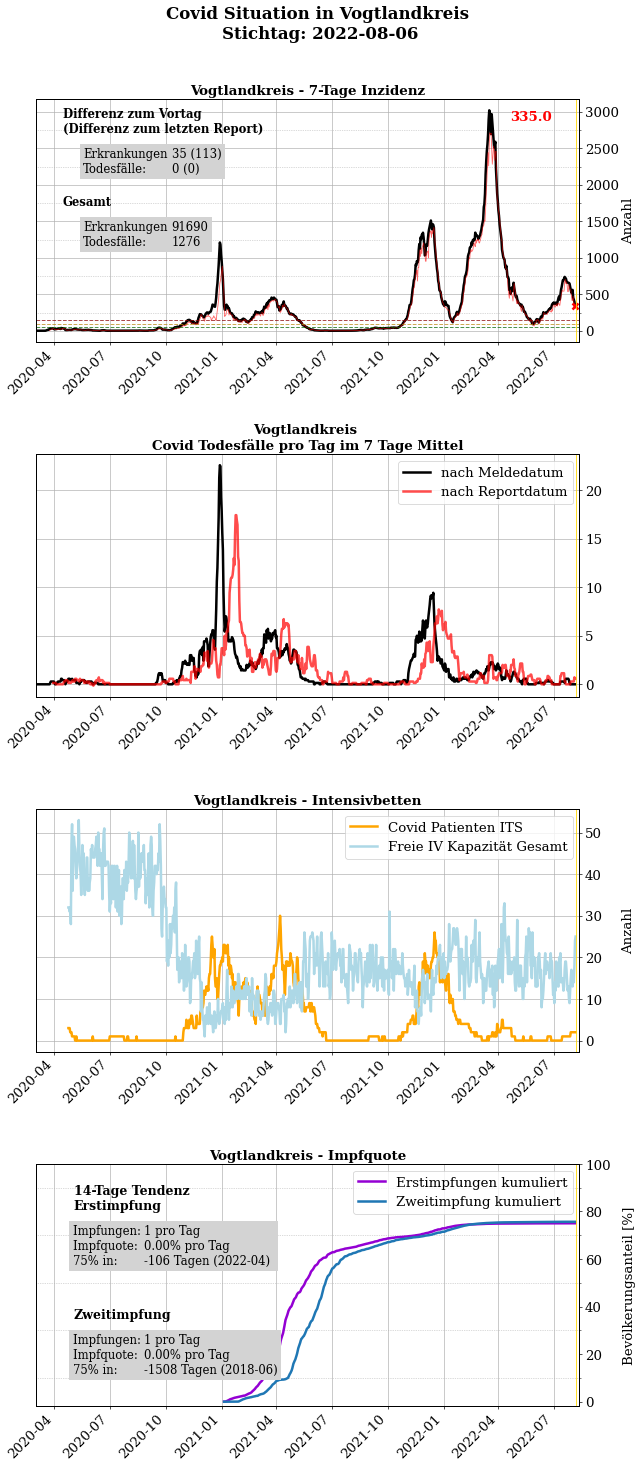 Covid Situation in Vogtlandkreis
Stichtag: 2022-08-06
Vogtlandkreis - 7-Tage Inzidenz
Differenz zum Vortag
(Differenz zum letzten Report)
Erkrankungen 35 (113)
Todesfälle: 0 (0)
Gesamt
Erkrankungen 91690
Todesfälle: 1276
335.0
3000
2500
2000
1500
1000
500
0
Anzahl
2020-04 2020-07 2020-10 2021-01 2021-04 2021-07 2021-10 2022-01 2022-04 2022-07
Vogtlandkreis
Covid Todesfälle pro Tag im 7 Tage Mittel
nach Meldedatum
nach Reportdatum
20
15
10
5
0
2020-04 2020-07 2020-10 2021-01 2021-04 2021-07 2021-10 2022-01 2022-04 2022-07
Vogtlandkreis - Intensivbetten
Covid Patienten ITS
Freie IV Kapazität Gesamt
50
40
30
20
10
0
Anzahl
2020-04 2020-07 2020-10 2021-01 2021-04 2021-07 2021-10 2022-01 2022-04 2022-07
Vogtlandkreis - Impfquote
14-Tage Tendenz
Erstimpfung
Impfungen: 1 pro Tag
Impfquote: 0.00% pro Tag
75% in: -106 Tagen (2022-04)
Zweitimpfung
Impfungen: 1 pro Tag
Impfquote: 0.00% pro Tag
75% in: -1508 Tagen (2018-06)
Erstimpfungen kumuliert
Zweitimpfung kumuliert
100
80
60
40
20
0
Bevölkerungsanteil [%]
2020-04 2020-07 2020-10 2021-01 2021-04 2021-07 2021-10 2022-01 2022-04 2022-07